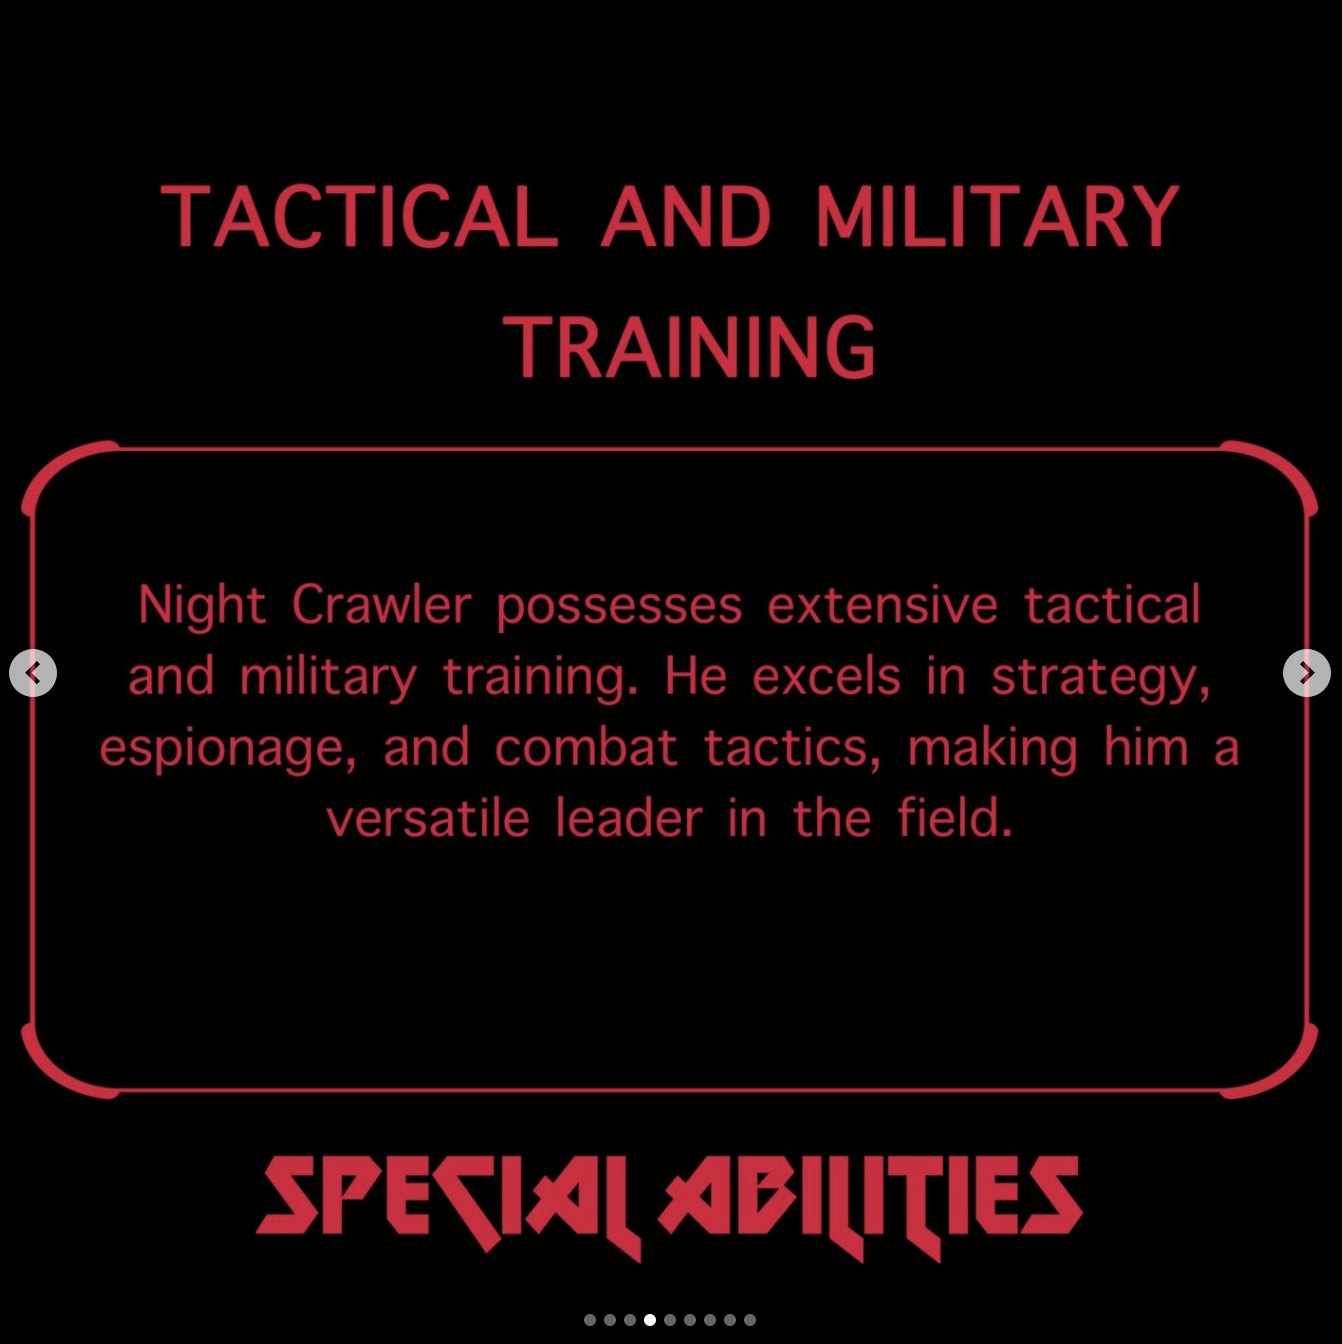 TACTICAL AND MILITARY
TRAINING
Night Crawler possesses extensive tactical
and military training. He excels in strategy,
espionage, and combat tactics, making him a
versatile leader in the field.
SPECIAL ABILITIES